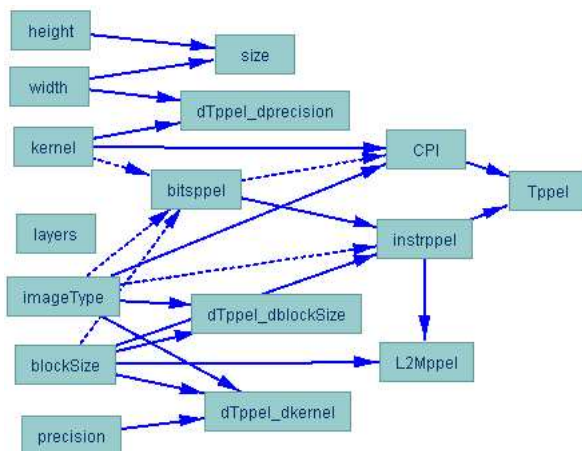 height
size
width
dTppel_dprecision
kernel
CPI
bitsppel
Tppel
layers
instrppel
imageType
dTppel_dblockSize
blockSize
L2Mppel
dTppel_dkernel
precision